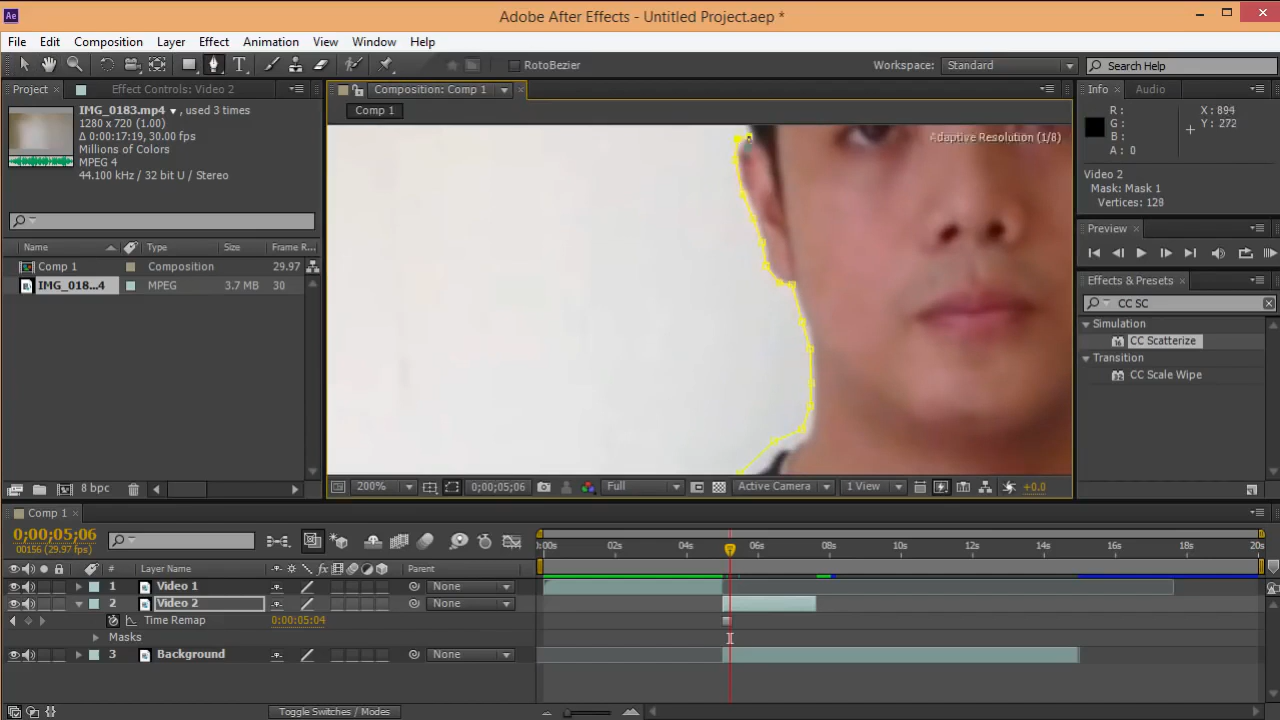 Adobe After Effects - Untitled Project.aep *
File Edit Composition Layer Effect Animation View Window Help
RotoBezier
Workspace: Standard
Search Help
Project Effect Controls: Video 2
Composition: Comp 1
Info Audio
IMG_0183.mp4 , used 3 times
1280 x 720 (1.00)
Δ 0:00:17:19, 30.00 fps
Millions of Colors
MPEG 4
44.100 kHz / 32 bit U / Stereo
Comp 1
Adaptive Resolution (1/8)
R :
G :
B :
A : 0
X : 894
Y : 272
Video 2
Mask: Mask 1
Vertices: 128
Preview
Effects & Presets
CC SC
Simulation
CC Scatterize
Transition
CC Scale Wipe
Name Type Size Frame R...
Comp 1 Composition 29.97
IMG_018...4 MPEG 3.7 MB 30
8 bpc
200% 0;00;05;06 Full Active Camera 1 View +0.0
Comp 1
0;00;05;06
00156 (29.97 fps)
Layer Name Parent
:00s 02s 04s 06s 08s 10s 12s 14s 16s 18s 20s
1 Video 1 None
2 Video 2 None
Time Remap 0:00:05:04
Masks
3 Background None
Toggle Switches / Modes